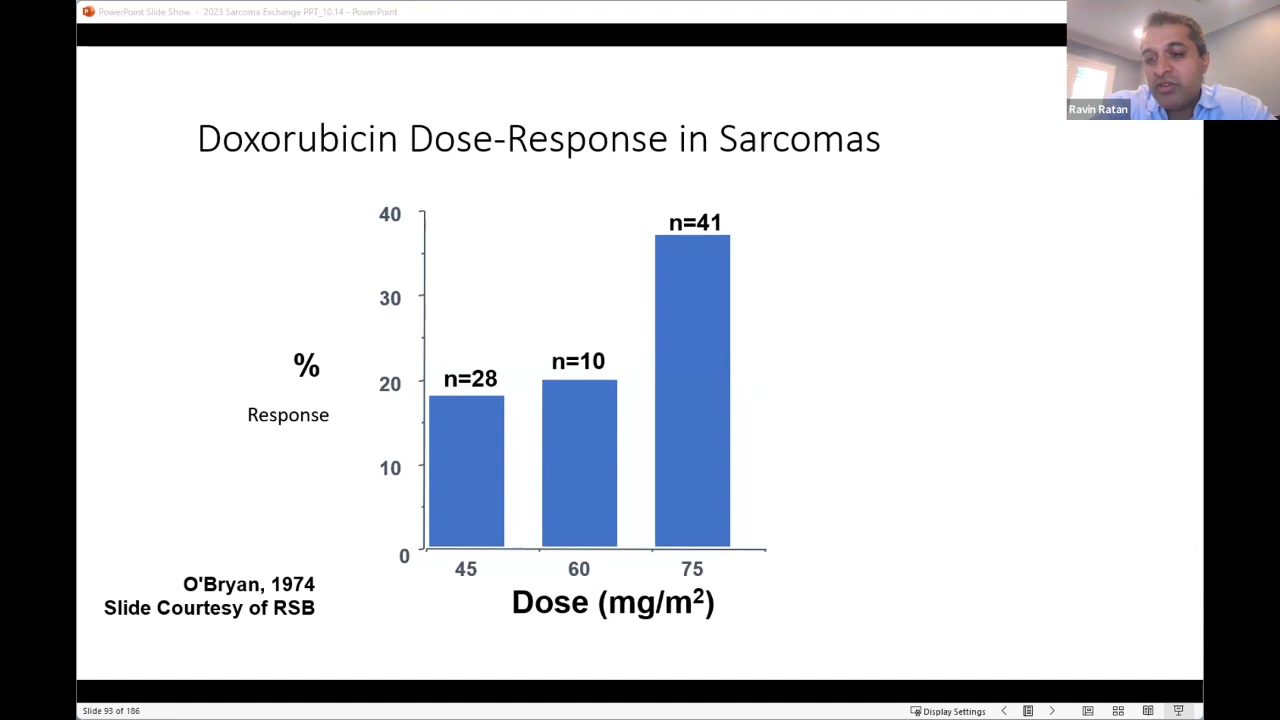 PowerPoint Slide Show - 2023 Sarcoma Exchange PPT_10.14 - PowerPoint
Ravin Ratan
Doxorubicin Dose-Response in Sarcomas
40
30
20
10
0
%
Response
n=28
n=10
n=41
45
60
75
Dose (mg/m²)
O'Bryan, 1974
Slide Courtesy of RSB
Slide 93 of 186
Display Settings